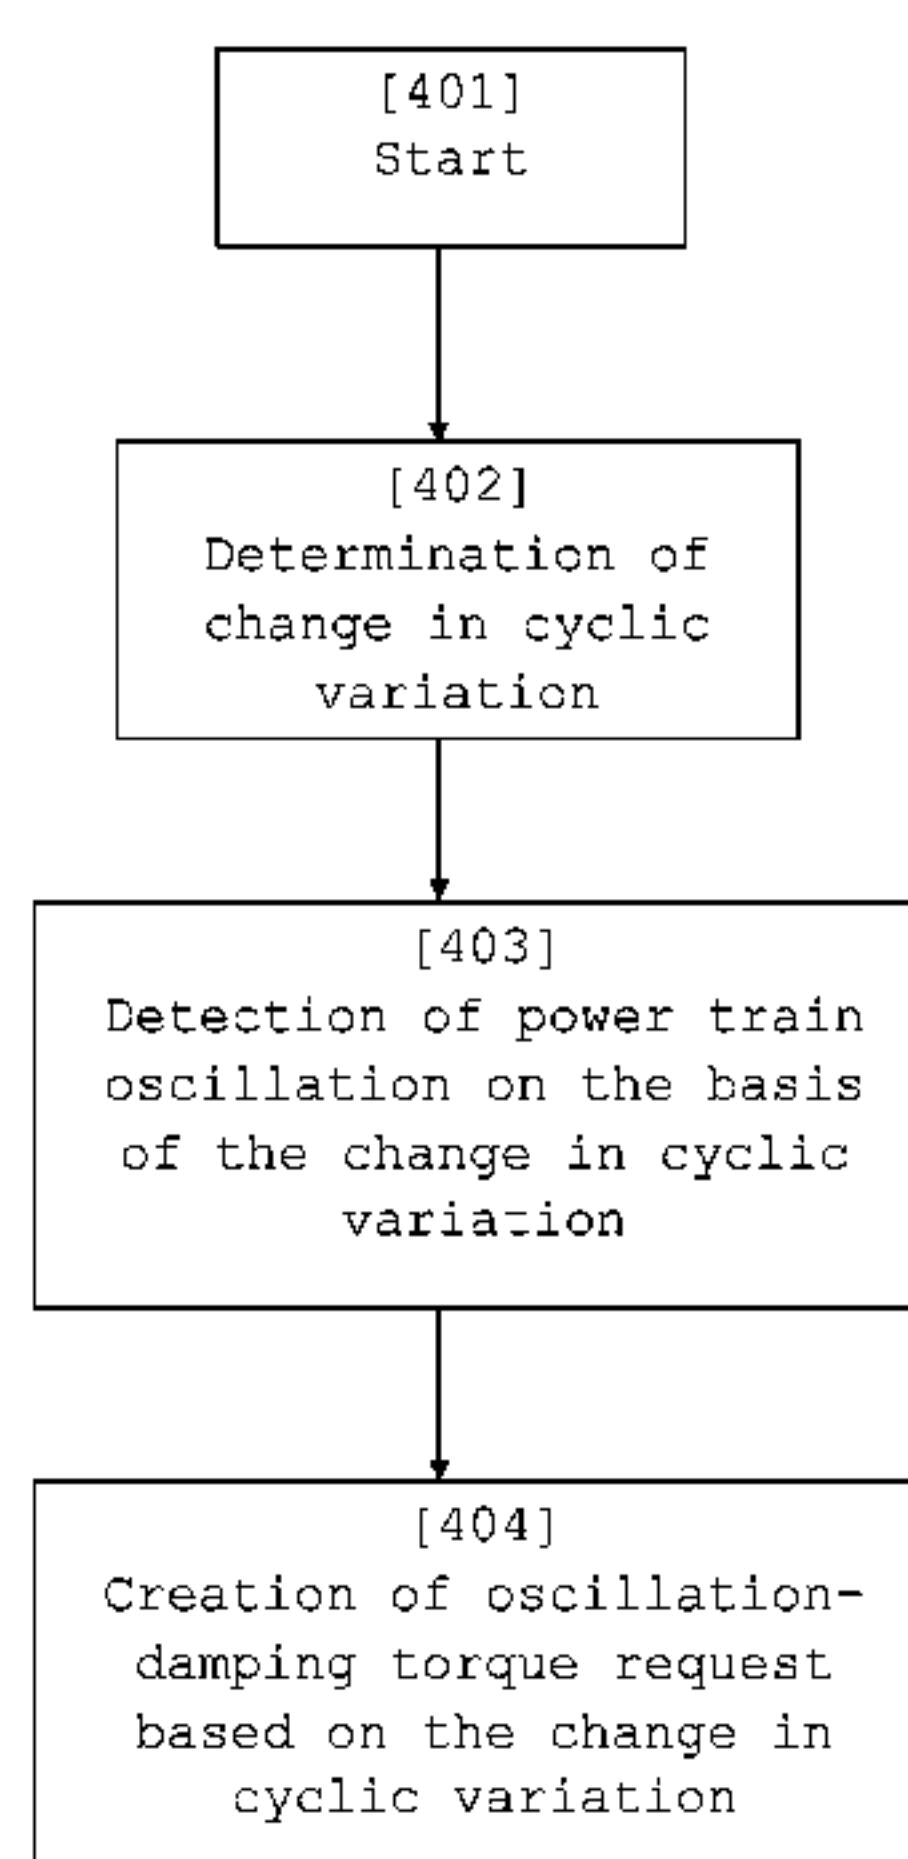 [401]
Start
[402]
Determination of
change in cyclic
variation
[403]
Detection of power train
oscillation on the basis
of the change in cyclic
variation
[404]
Creation of oscillation-
damping torque request
based on the change in
cyclic variation